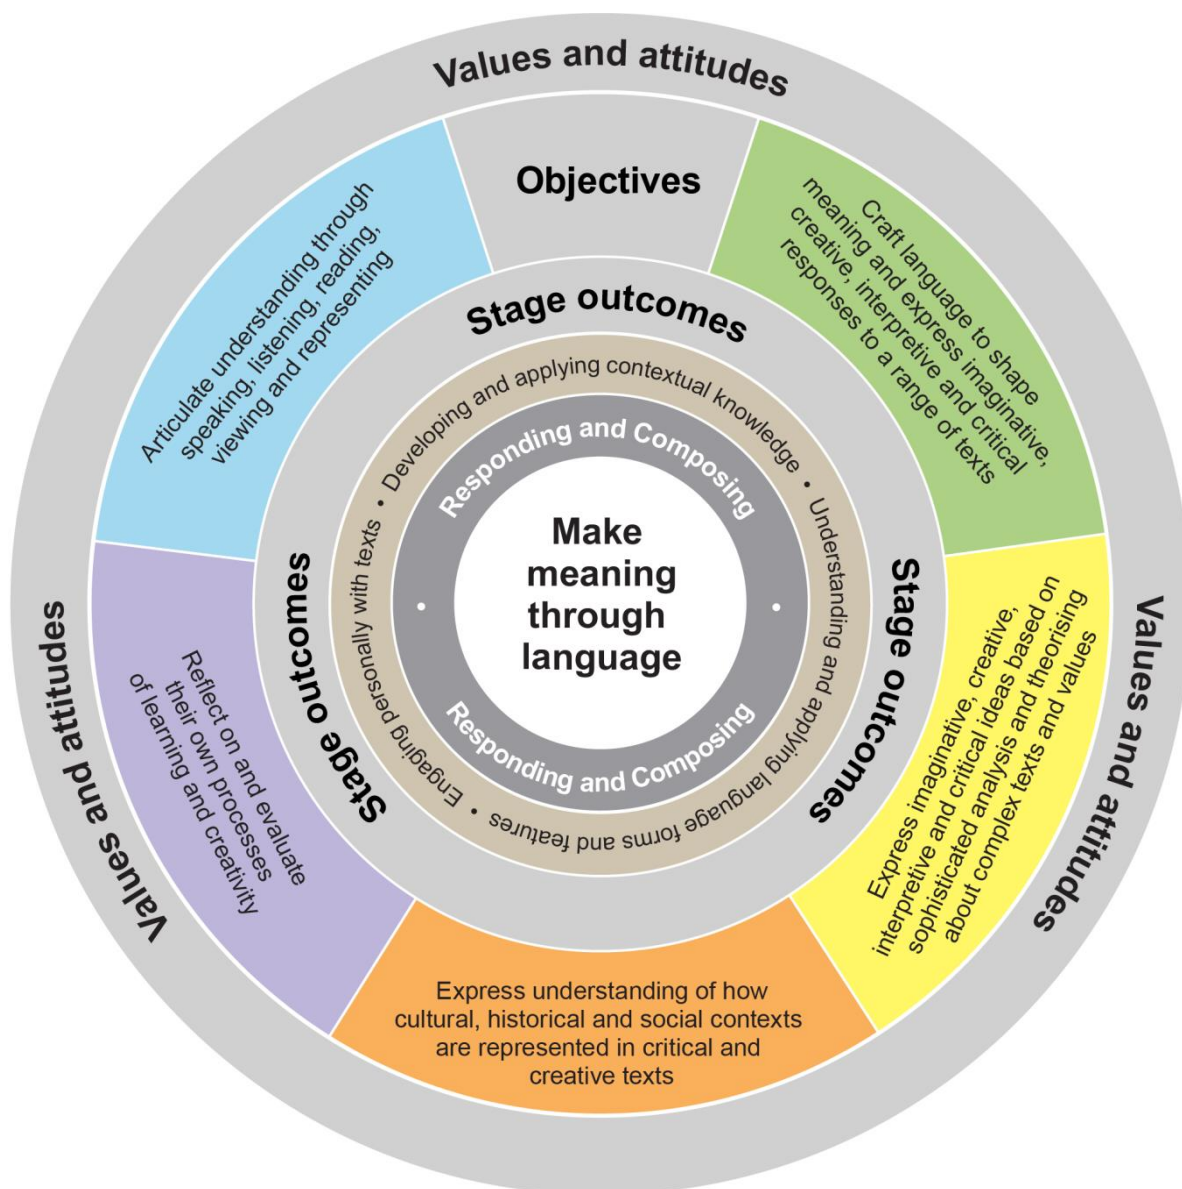 Values and attitudes
Objectives
Craft language to shape
meaning and express imaginative,
creative, interpretive and critical
responses to a range of texts
Express imaginative, creative,
interpretive and critical ideas based on
sophisticated analysis and theorising
about complex texts and values
Express understanding of how
cultural, historical and social contexts
are represented in critical and
creative texts
Reflect on and evaluate
their own processes
of learning and creativity
Articulate understanding through
speaking, listening, reading,
viewing and representing
Values and attitudes
Values and attitudes
Stage outcomes
Stage outcomes
Stage outcomes
• Developing and applying contextual knowledge • Understanding and applying language forms and features • Engaging personally with texts
Responding and Composing
•
Responding and Composing
•
Make
meaning
through
language